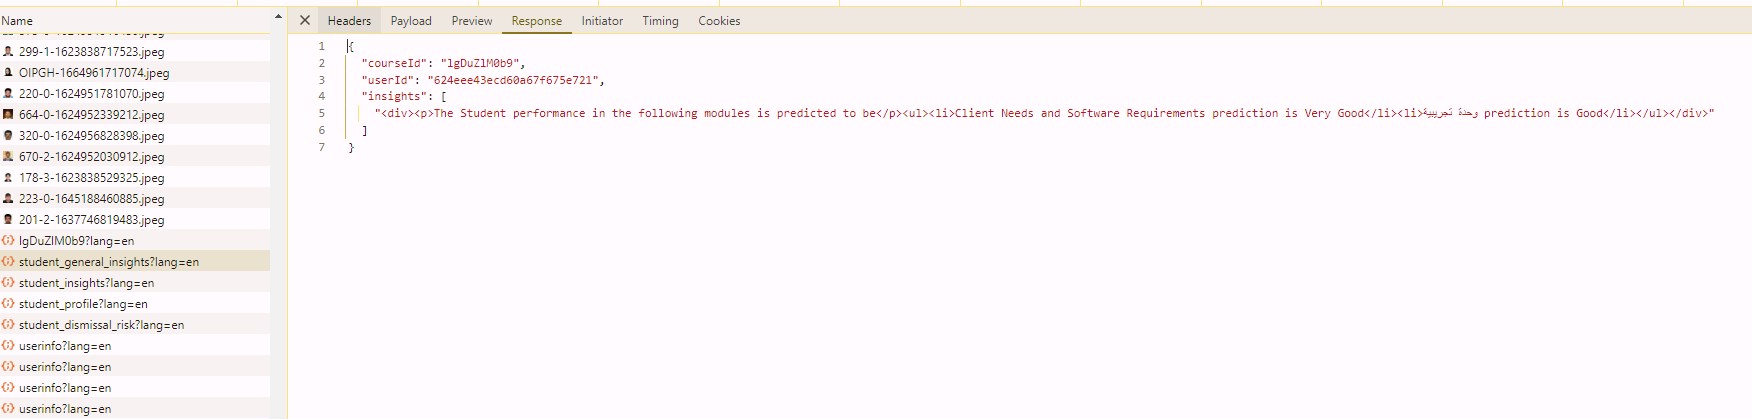 Name
299-1-1623838717523.jpeg
OIPGH-1664961717074.jpeg
220-0-1624951781070.jpeg
664-0-1624952339212.jpeg
320-0-1624956828398.jpeg
670-2-1624952030912.jpeg
178-3-1623838529325.jpeg
223-0-1645188460885.jpeg
201-2-1637746819483.jpeg
lgDuZlM0b9?lang=en
student_general_insights?lang=en
student_insights?lang=en
student_profile?lang=en
student_dismissal_risk?lang=en
userinfo?lang=en
userinfo?lang=en
userinfo?lang=en
userinfo?lang=en
Headers Payload Preview Response Initiator Timing Cookies
1 {
2 "courseId": "lgDuZlM0b9",
3 "userId": "624eee43ecd60a67f675e721",
4 "insights": [
5 "<div><p>The Student performance in the following modules is predicted to be</p><ul><li>Client Needs and Software Requirements prediction is Very Good</li><li>وحدة تجريبية prediction is Good</li></ul></div>"
6 ]
7 }